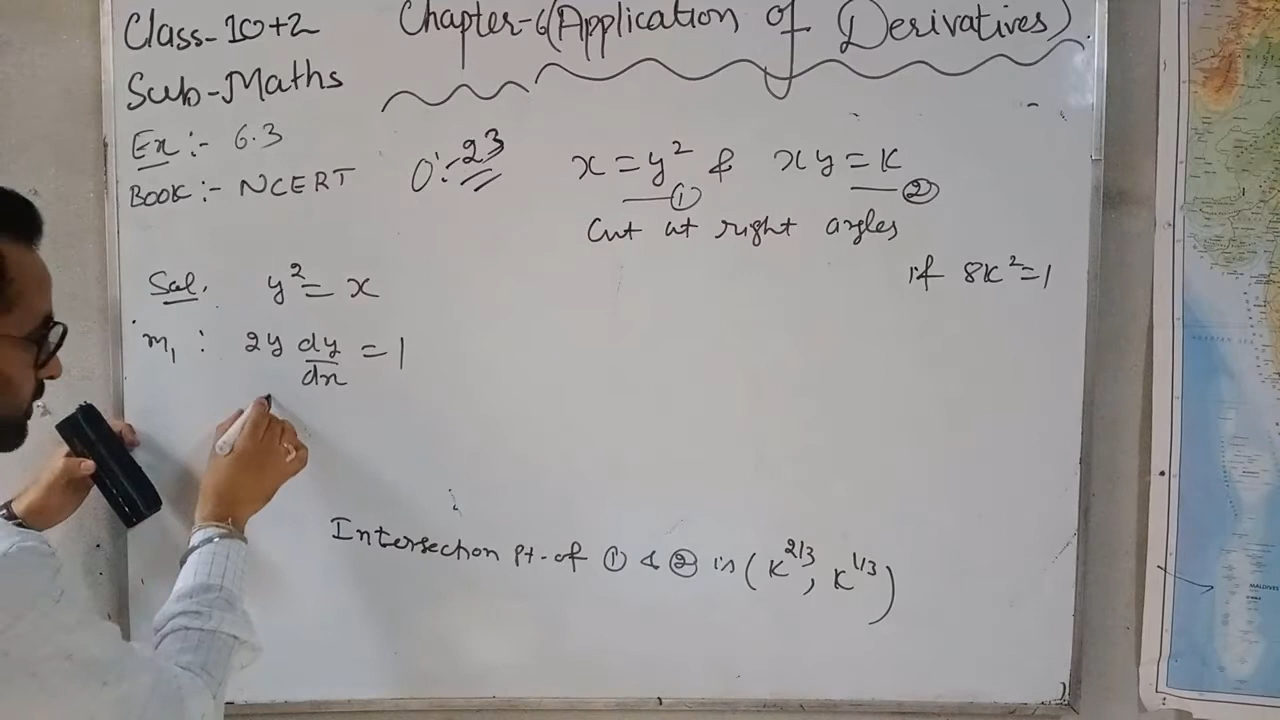 Class-10+2
Chapter-6(Application of Derivatives)
Sub-Maths
Ex:- 6.3
BOOK:- NCERT
Q:-23
x=y² & xy=k
① ②
Cut at right angles
if 8k²=1
Sol. y²=x
m₁ : 2y dy/dx = 1
Intersection Pt. of ① & ② is (k^2/3, k^1/3)
MALDIVES